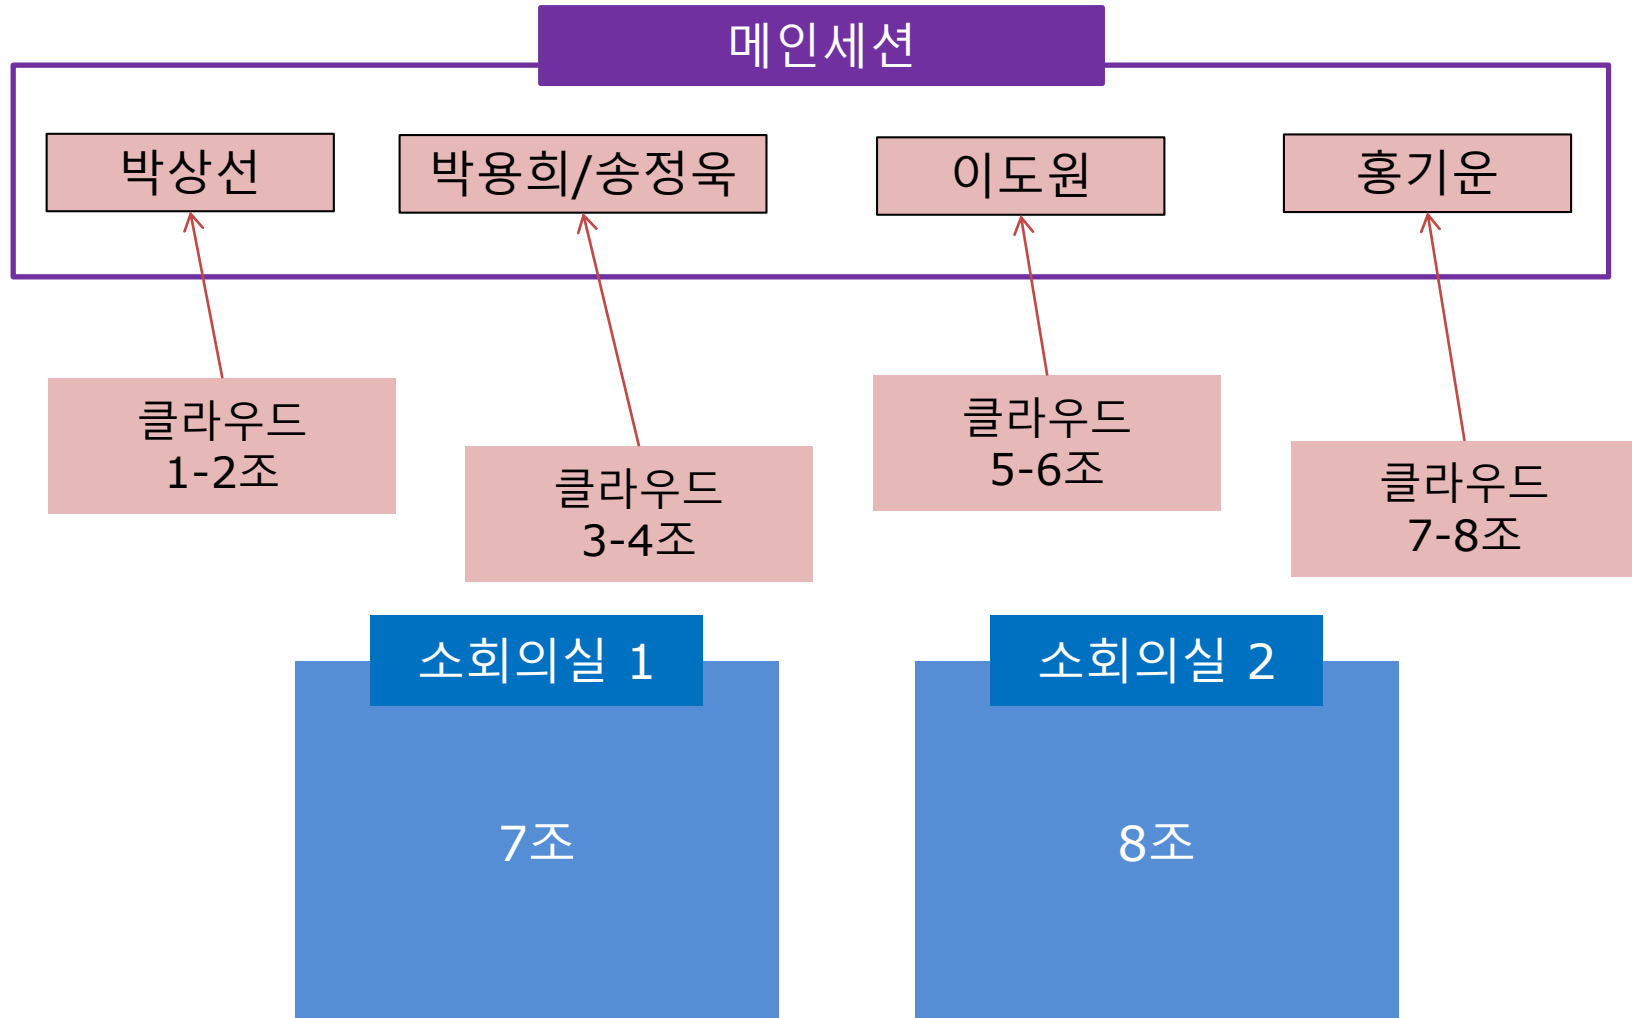 메인세션
박상선
박용희/송정욱
이도원
홍기운
클라우드
1-2조
클라우드
3-4조
클라우드
5-6조
클라우드
7-8조
소회의실 1
소회의실 2
7조
8조